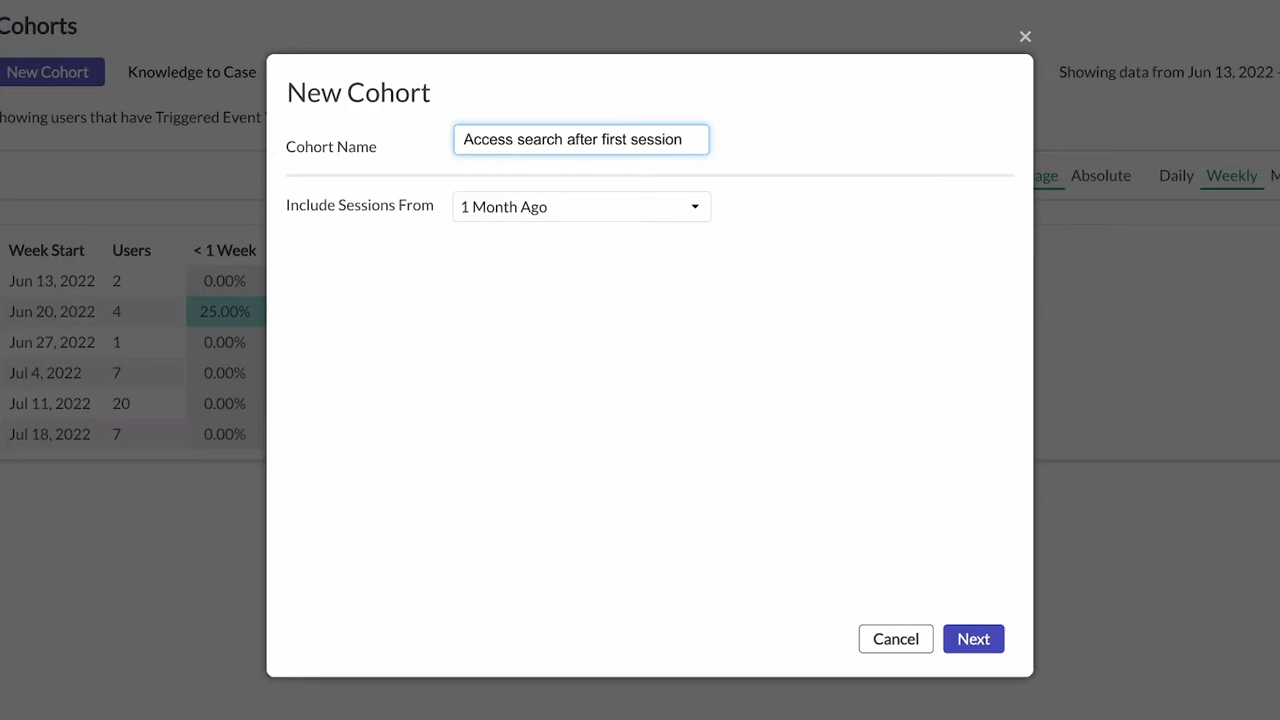 Cohorts
New Cohort
Knowledge to Case
Showing data from Jun 13, 2022 -
howing users that have Triggered Event
age
Absolute
Daily
Weekly
M
Week Start Users < 1 Week
Jun 13, 2022 2 0.00%
Jun 20, 2022 4 25.00%
Jun 27, 2022 1 0.00%
Jul 4, 2022 7 0.00%
Jul 11, 2022 20 0.00%
Jul 18, 2022 7 0.00%
×
New Cohort
Cohort Name Access search after first session
Include Sessions From 1 Month Ago
Cancel Next